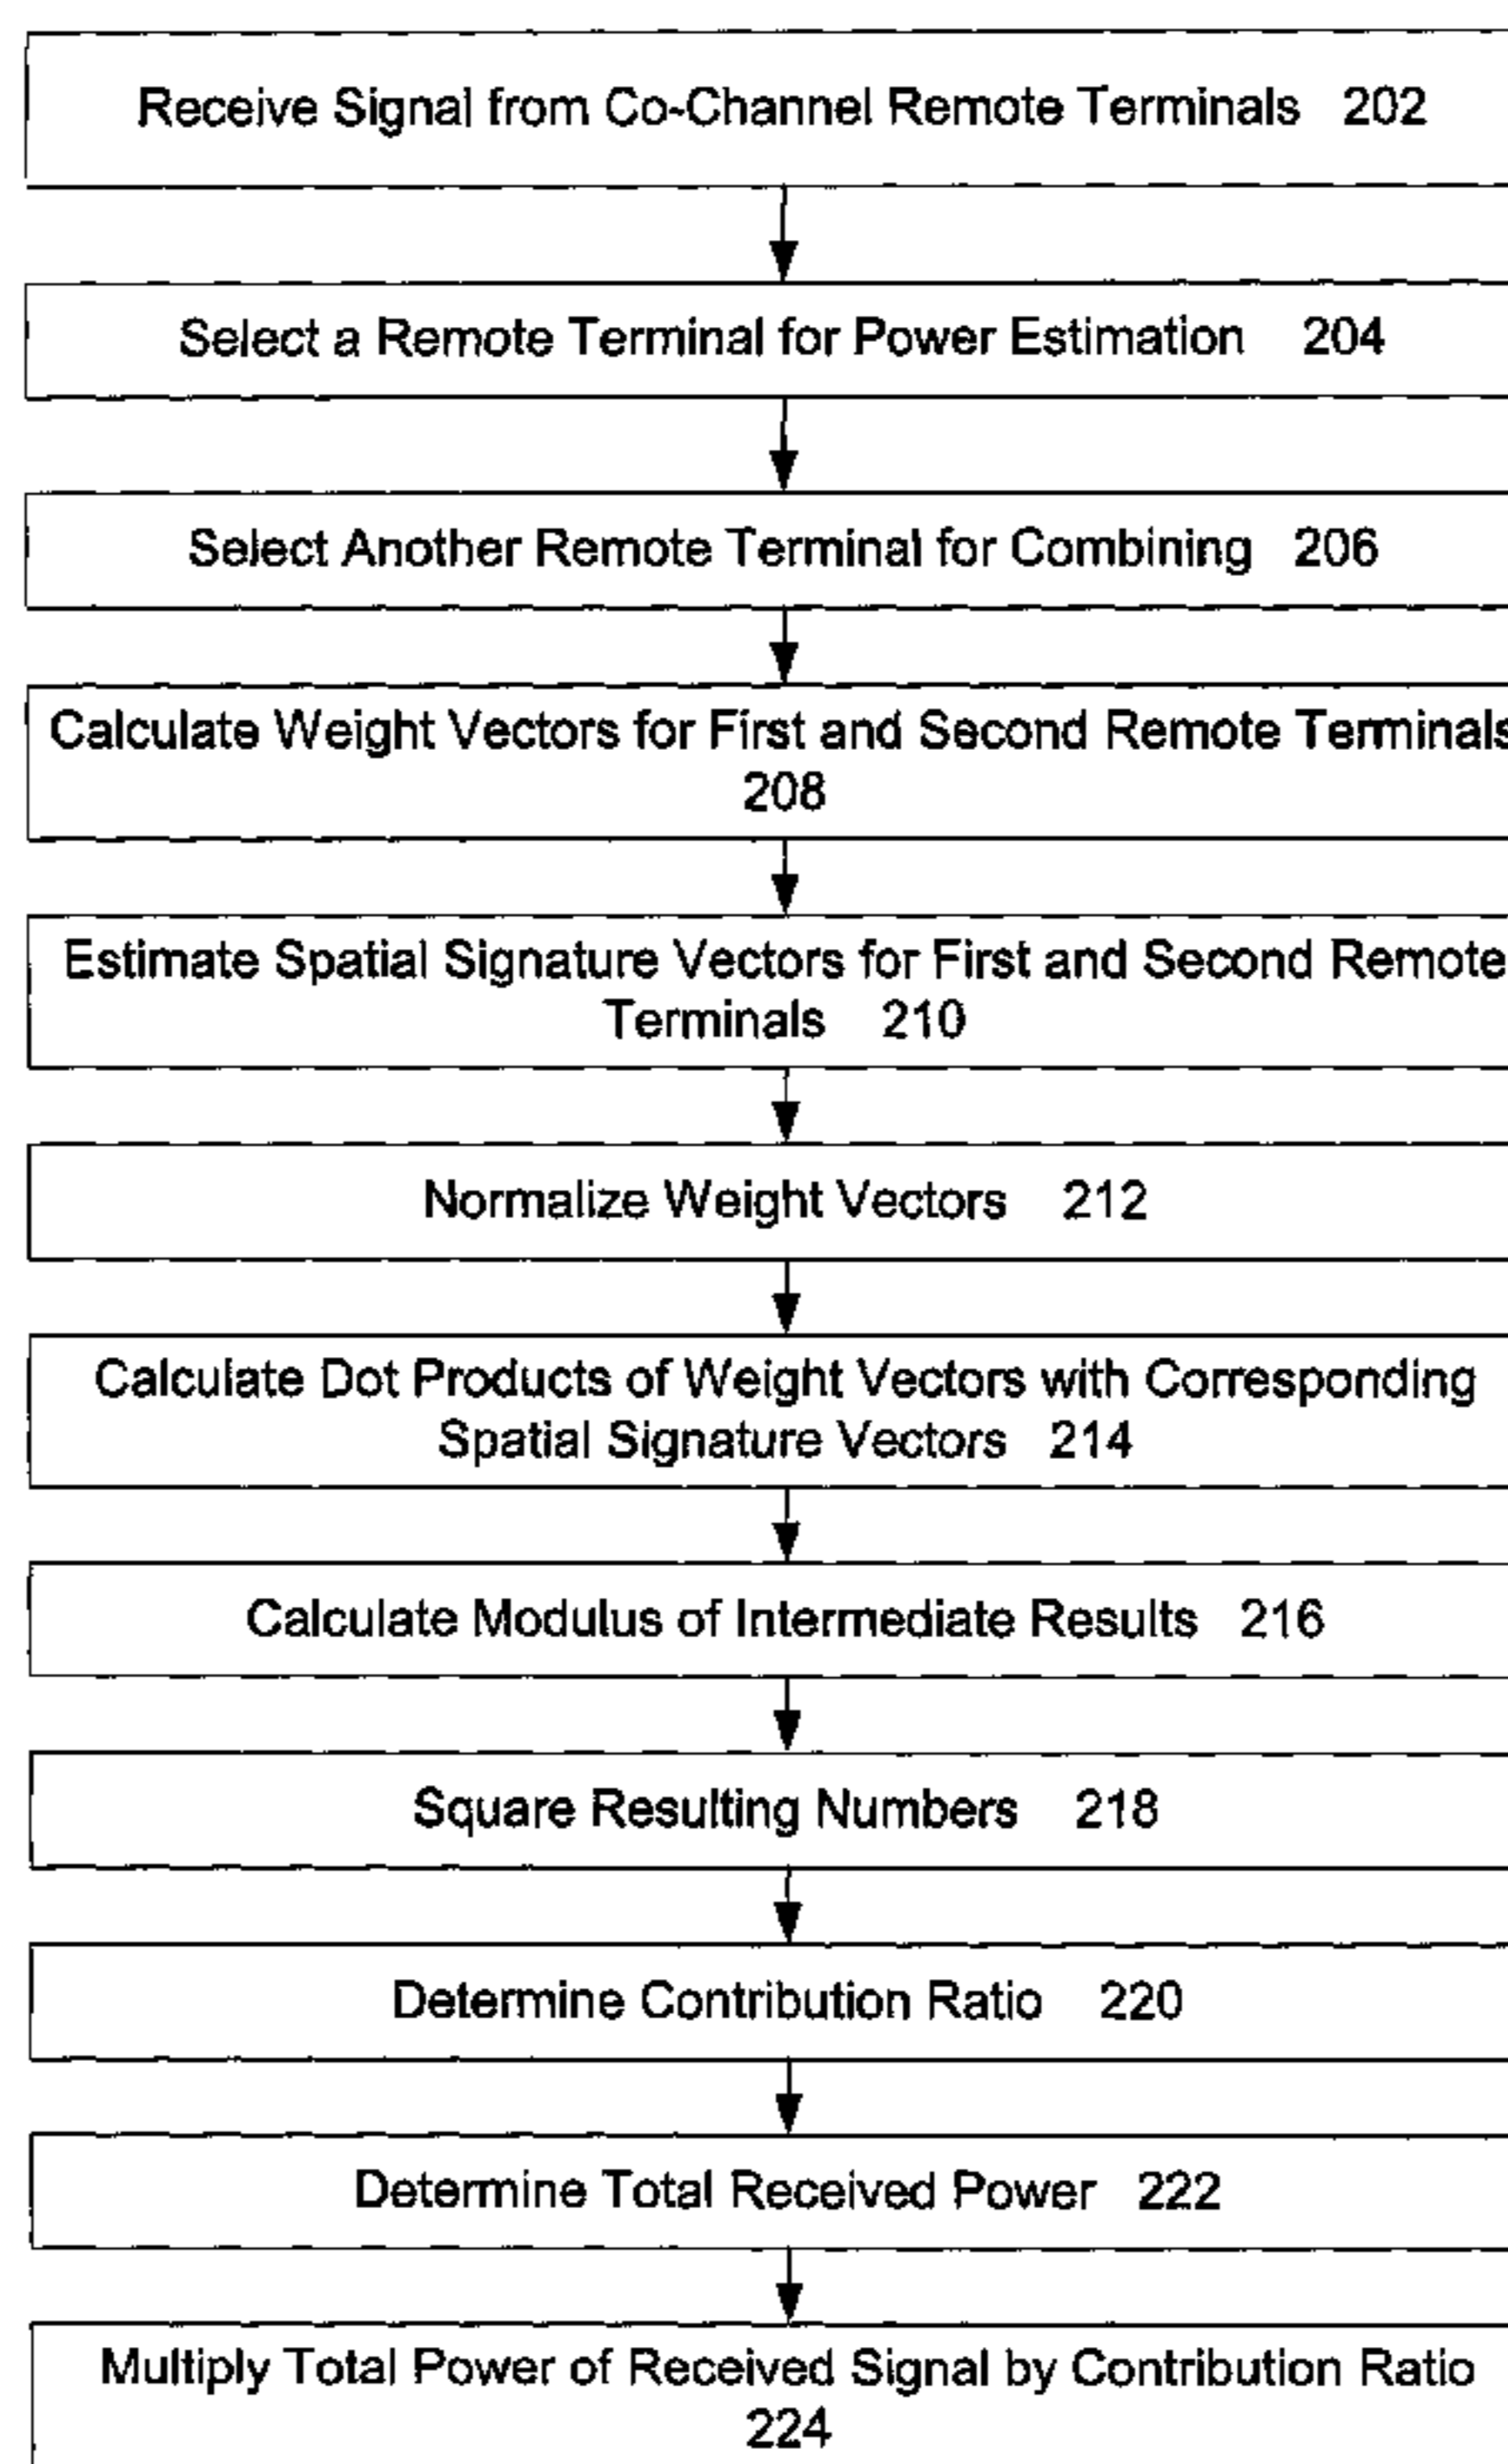 Receive Signal from Co-Channel Remote Terminals 202
Select a Remote Terminal for Power Estimation 204
Select Another Remote Terminal for Combining 206
Calculate Weight Vectors for First and Second Remote Terminals
208
Estimate Spatial Signature Vectors for First and Second Remote
Terminals 210
Normalize Weight Vectors 212
Calculate Dot Products of Weight Vectors with Corresponding
Spatial Signature Vectors 214
Calculate Modulus of Intermediate Results 216
Square Resulting Numbers 218
Determine Contribution Ratio 220
Determine Total Received Power 222
Multiply Total Power of Received Signal by Contribution Ratio
224